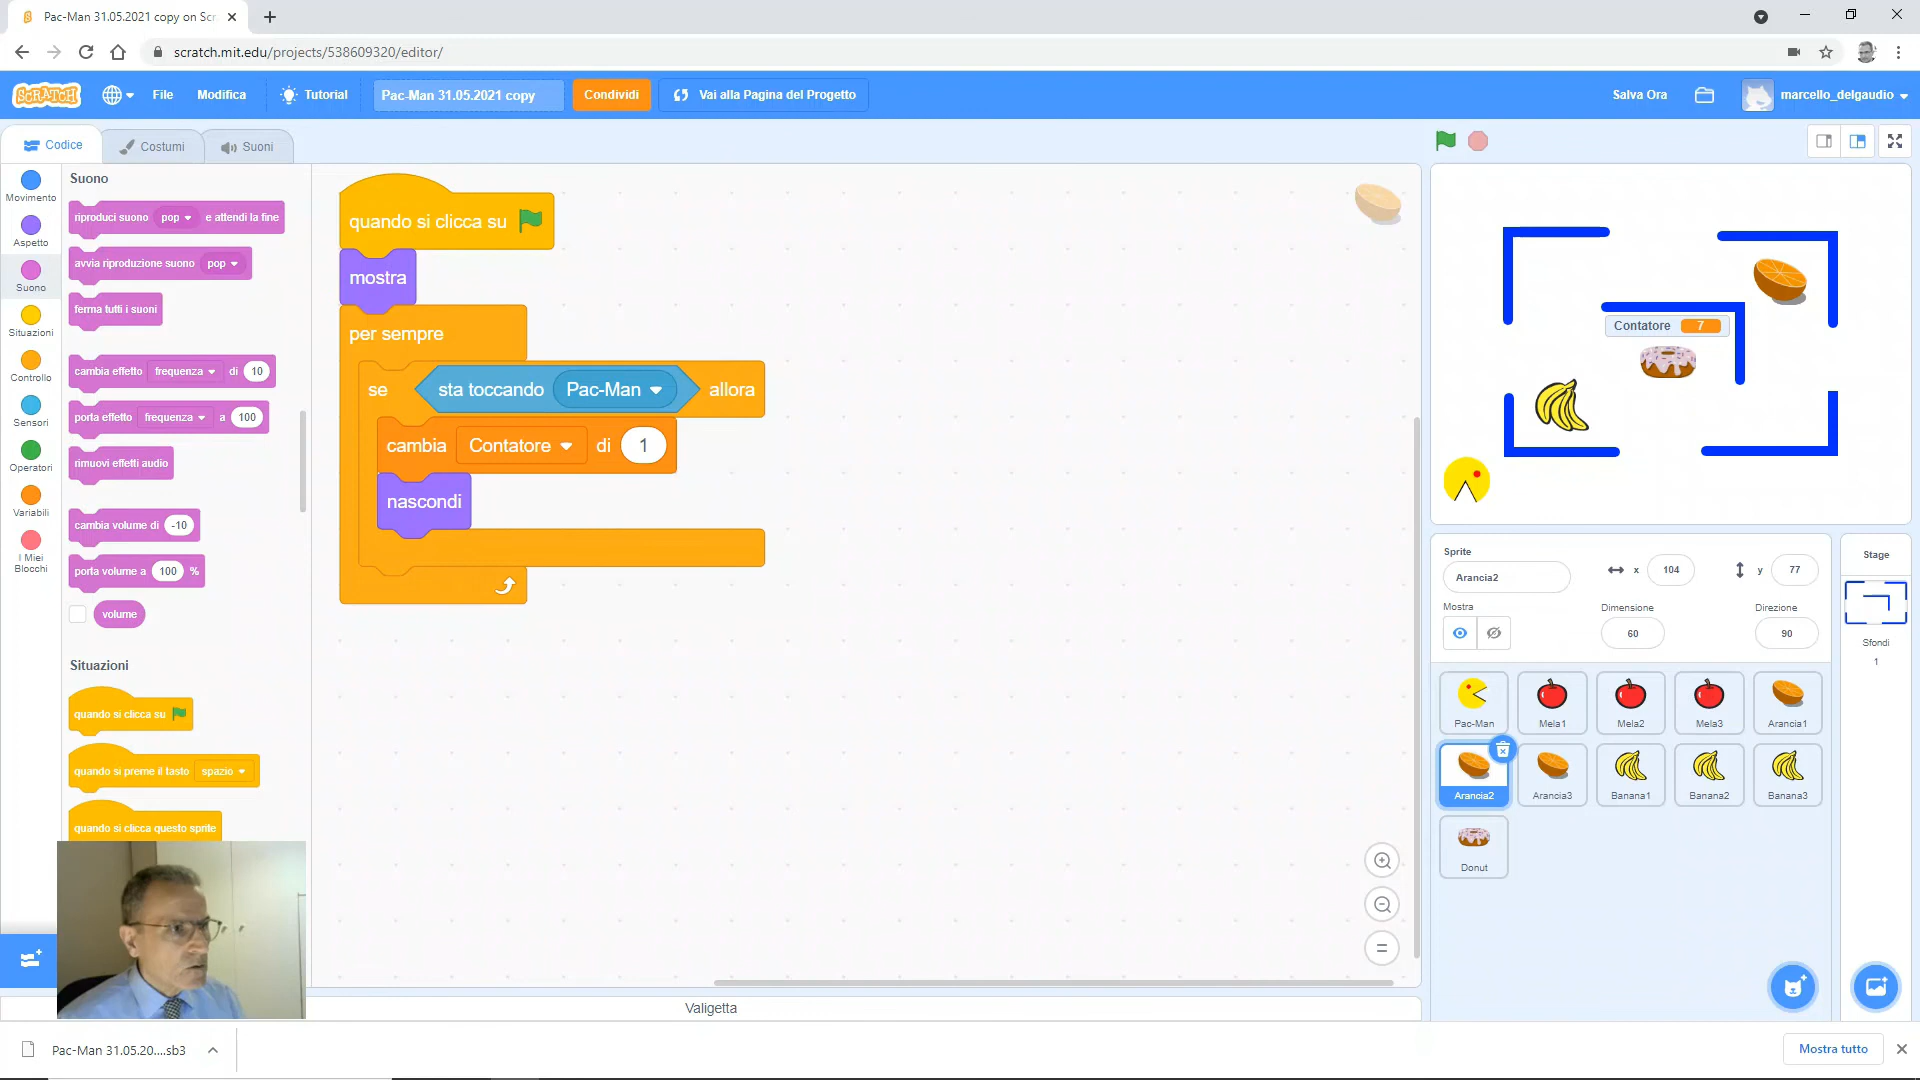 Pac-Man 31.05.2021 copy on Scr
scratch.mit.edu/projects/538609320/editor/
SCRATCH
File
Modifica
Tutorial
Pac-Man 31.05.2021 copy
Condividi
Vai alla Pagina del Progetto
Salva Ora
marcello_delgaudio
Codice
Costumi
Suoni
Movimento
Aspetto
Suono
Situazioni
Controllo
Sensori
Operatori
Variabili
I Miei
Blocchi
Suono
riproduci suono pop e attendi la fine
avvia riproduzione suono pop
ferma tutti i suoni
cambia effetto frequenza di 10
porta effetto frequenza a 100
rimuovi effetti audio
cambia volume di -10
porta volume a 100 %
volume
Situazioni
quando si clicca su
quando si preme il tasto spazio
quando si clicca questo sprite
quando si clicca su
mostra
per sempre
se sta toccando Pac-Man allora
cambia Contatore di 1
nascondi
Valigetta
Contatore 7
Sprite
Arancia2
x 104
y 77
Mostra
Dimensione
60
Direzione
90
Pac-Man
Mela1
Mela2
Mela3
Arancia1
Arancia2
Arancia3
Banana1
Banana2
Banana3
Donut
Stage
Sfondi
1
Pac-Man 31.05.20....sb3
Mostra tutto